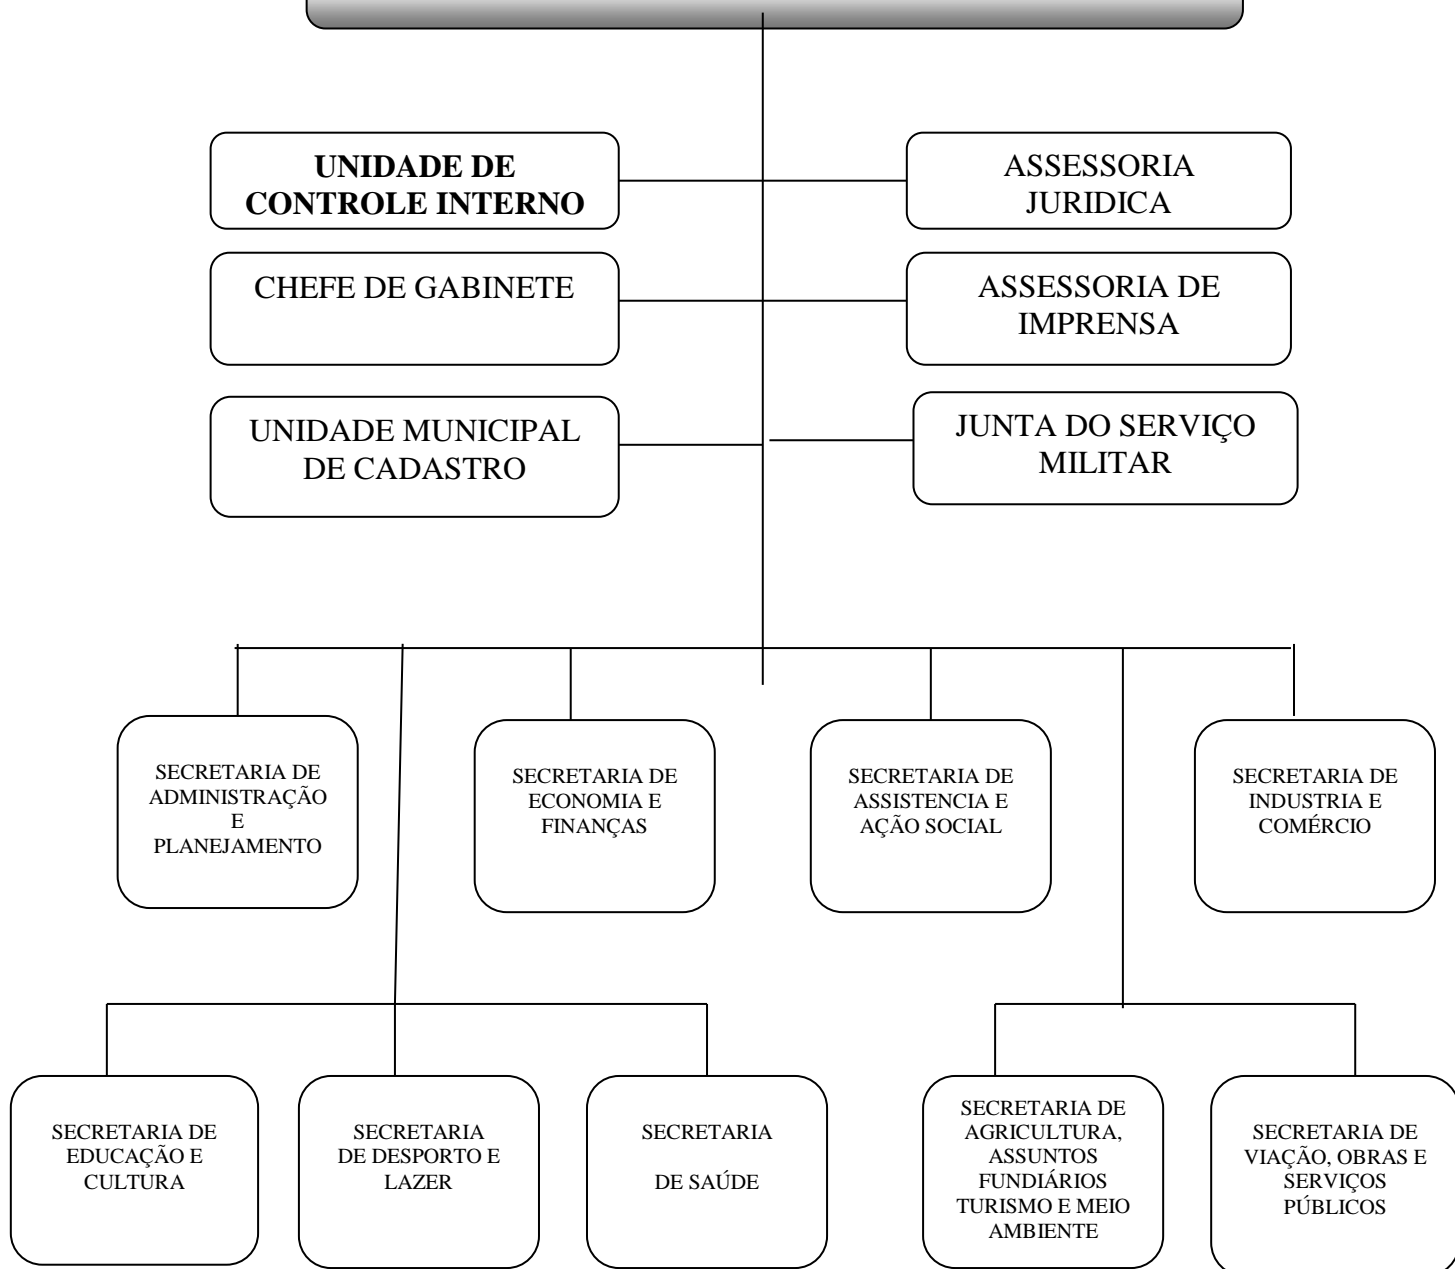 UNIDADE DE
CONTROLE INTERNO
ASSESSORIA
JURIDICA
CHEFE DE GABINETE
ASSESSORIA DE
IMPRENSA
UNIDADE MUNICIPAL
DE CADASTRO
JUNTA DO SERVIÇO
MILITAR
SECRETARIA DE
ADMINISTRAÇÃO
E
PLANEJAMENTO
SECRETARIA DE
ECONOMIA E
FINANÇAS
SECRETARIA DE
ASSISTENCIA E
AÇÃO SOCIAL
SECRETARIA DE
INDUSTRIA E
COMÉRCIO
SECRETARIA DE
EDUCAÇÃO E
CULTURA
SECRETARIA
DE DESPORTO E
LAZER
SECRETARIA
DE SAÚDE
SECRETARIA DE
AGRICULTURA,
ASSUNTOS
FUNDIÁRIOS
TURISMO E MEIO
AMBIENTE
SECRETARIA DE
VIAÇÃO, OBRAS E
SERVIÇOS
PÚBLICOS